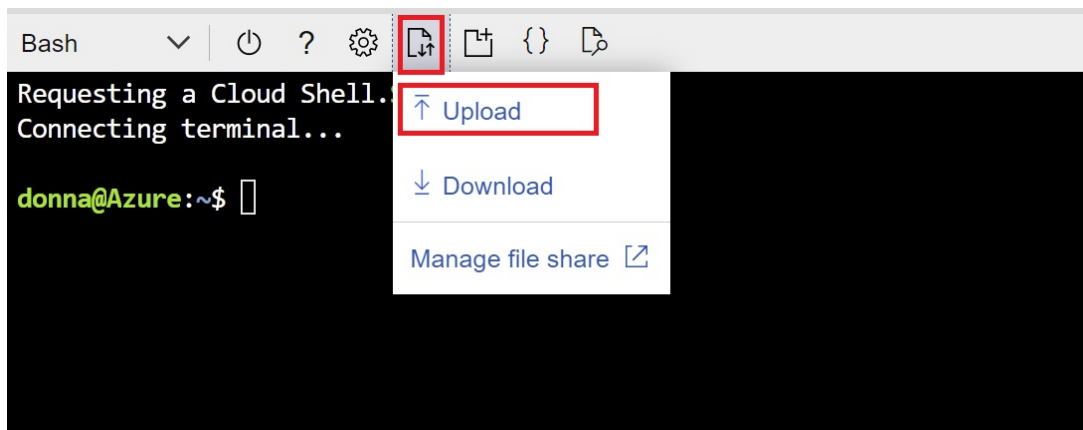 Bash
?
{}
Requesting a Cloud Shell.
Connecting terminal...
donna@Azure:~$
Upload
Download
Manage file share